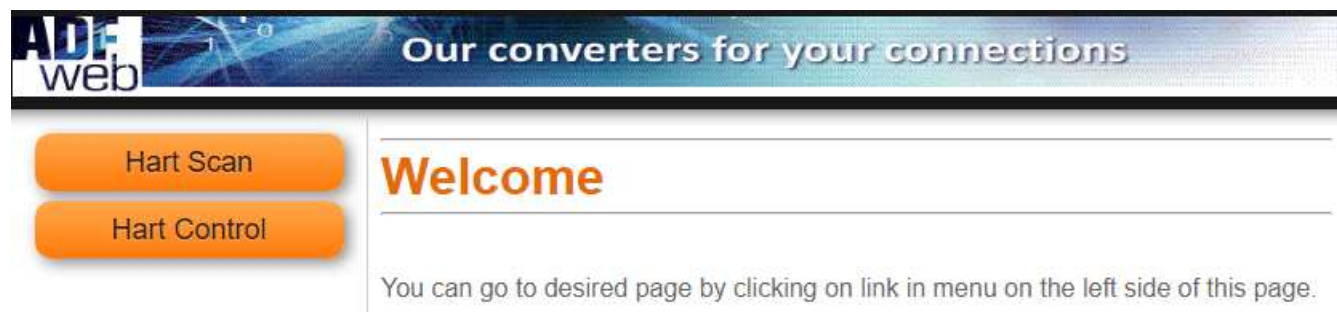 ADF
web
Our converters for your connections
Hart Scan
Hart Control
Welcome
You can go to desired page by clicking on link in menu on the left side of this page.